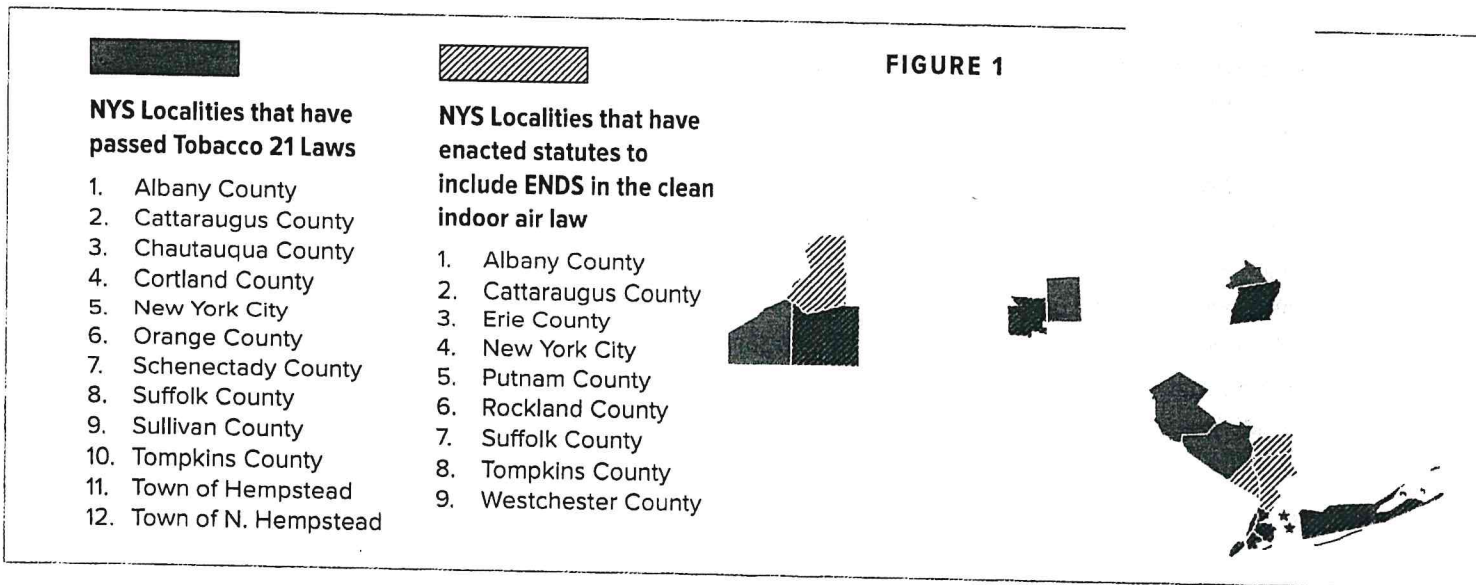 FIGURE 1
NYS Localities that have
passed Tobacco 21 Laws
1. Albany County
2. Cattaraugus County
3. Chautauqua County
4. Cortland County
5. New York City
6. Orange County
7. Schenectady County
8. Suffolk County
9. Sullivan County
10. Tompkins County
11. Town of Hempstead
12. Town of N. Hempstead
NYS Localities that have
enacted statutes to
include ENDS in the clean
indoor air law
1. Albany County
2. Cattaraugus County
3. Erie County
4. New York City
5. Putnam County
6. Rockland County
7. Suffolk County
8. Tompkins County
9. Westchester County